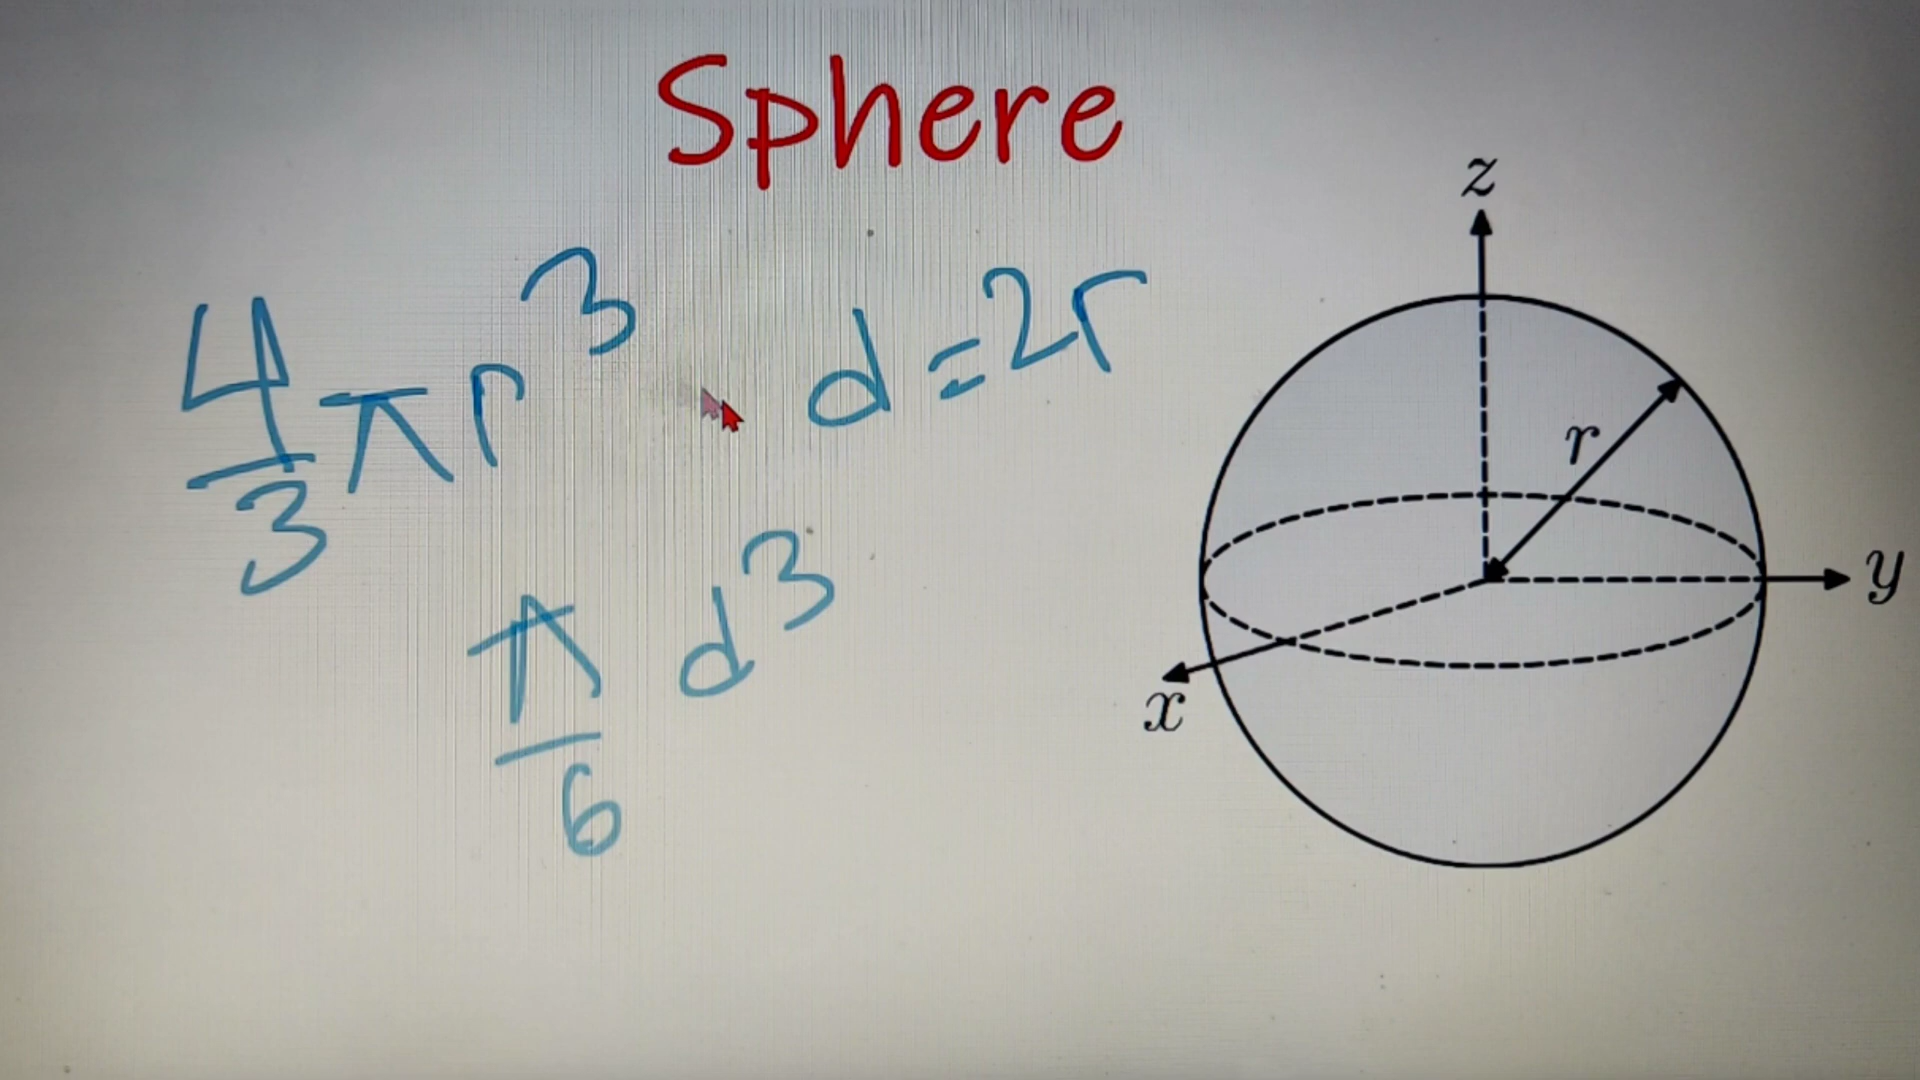 Sphere
4/3 πr³ d=2r
π/6 d³
z
r
y
x